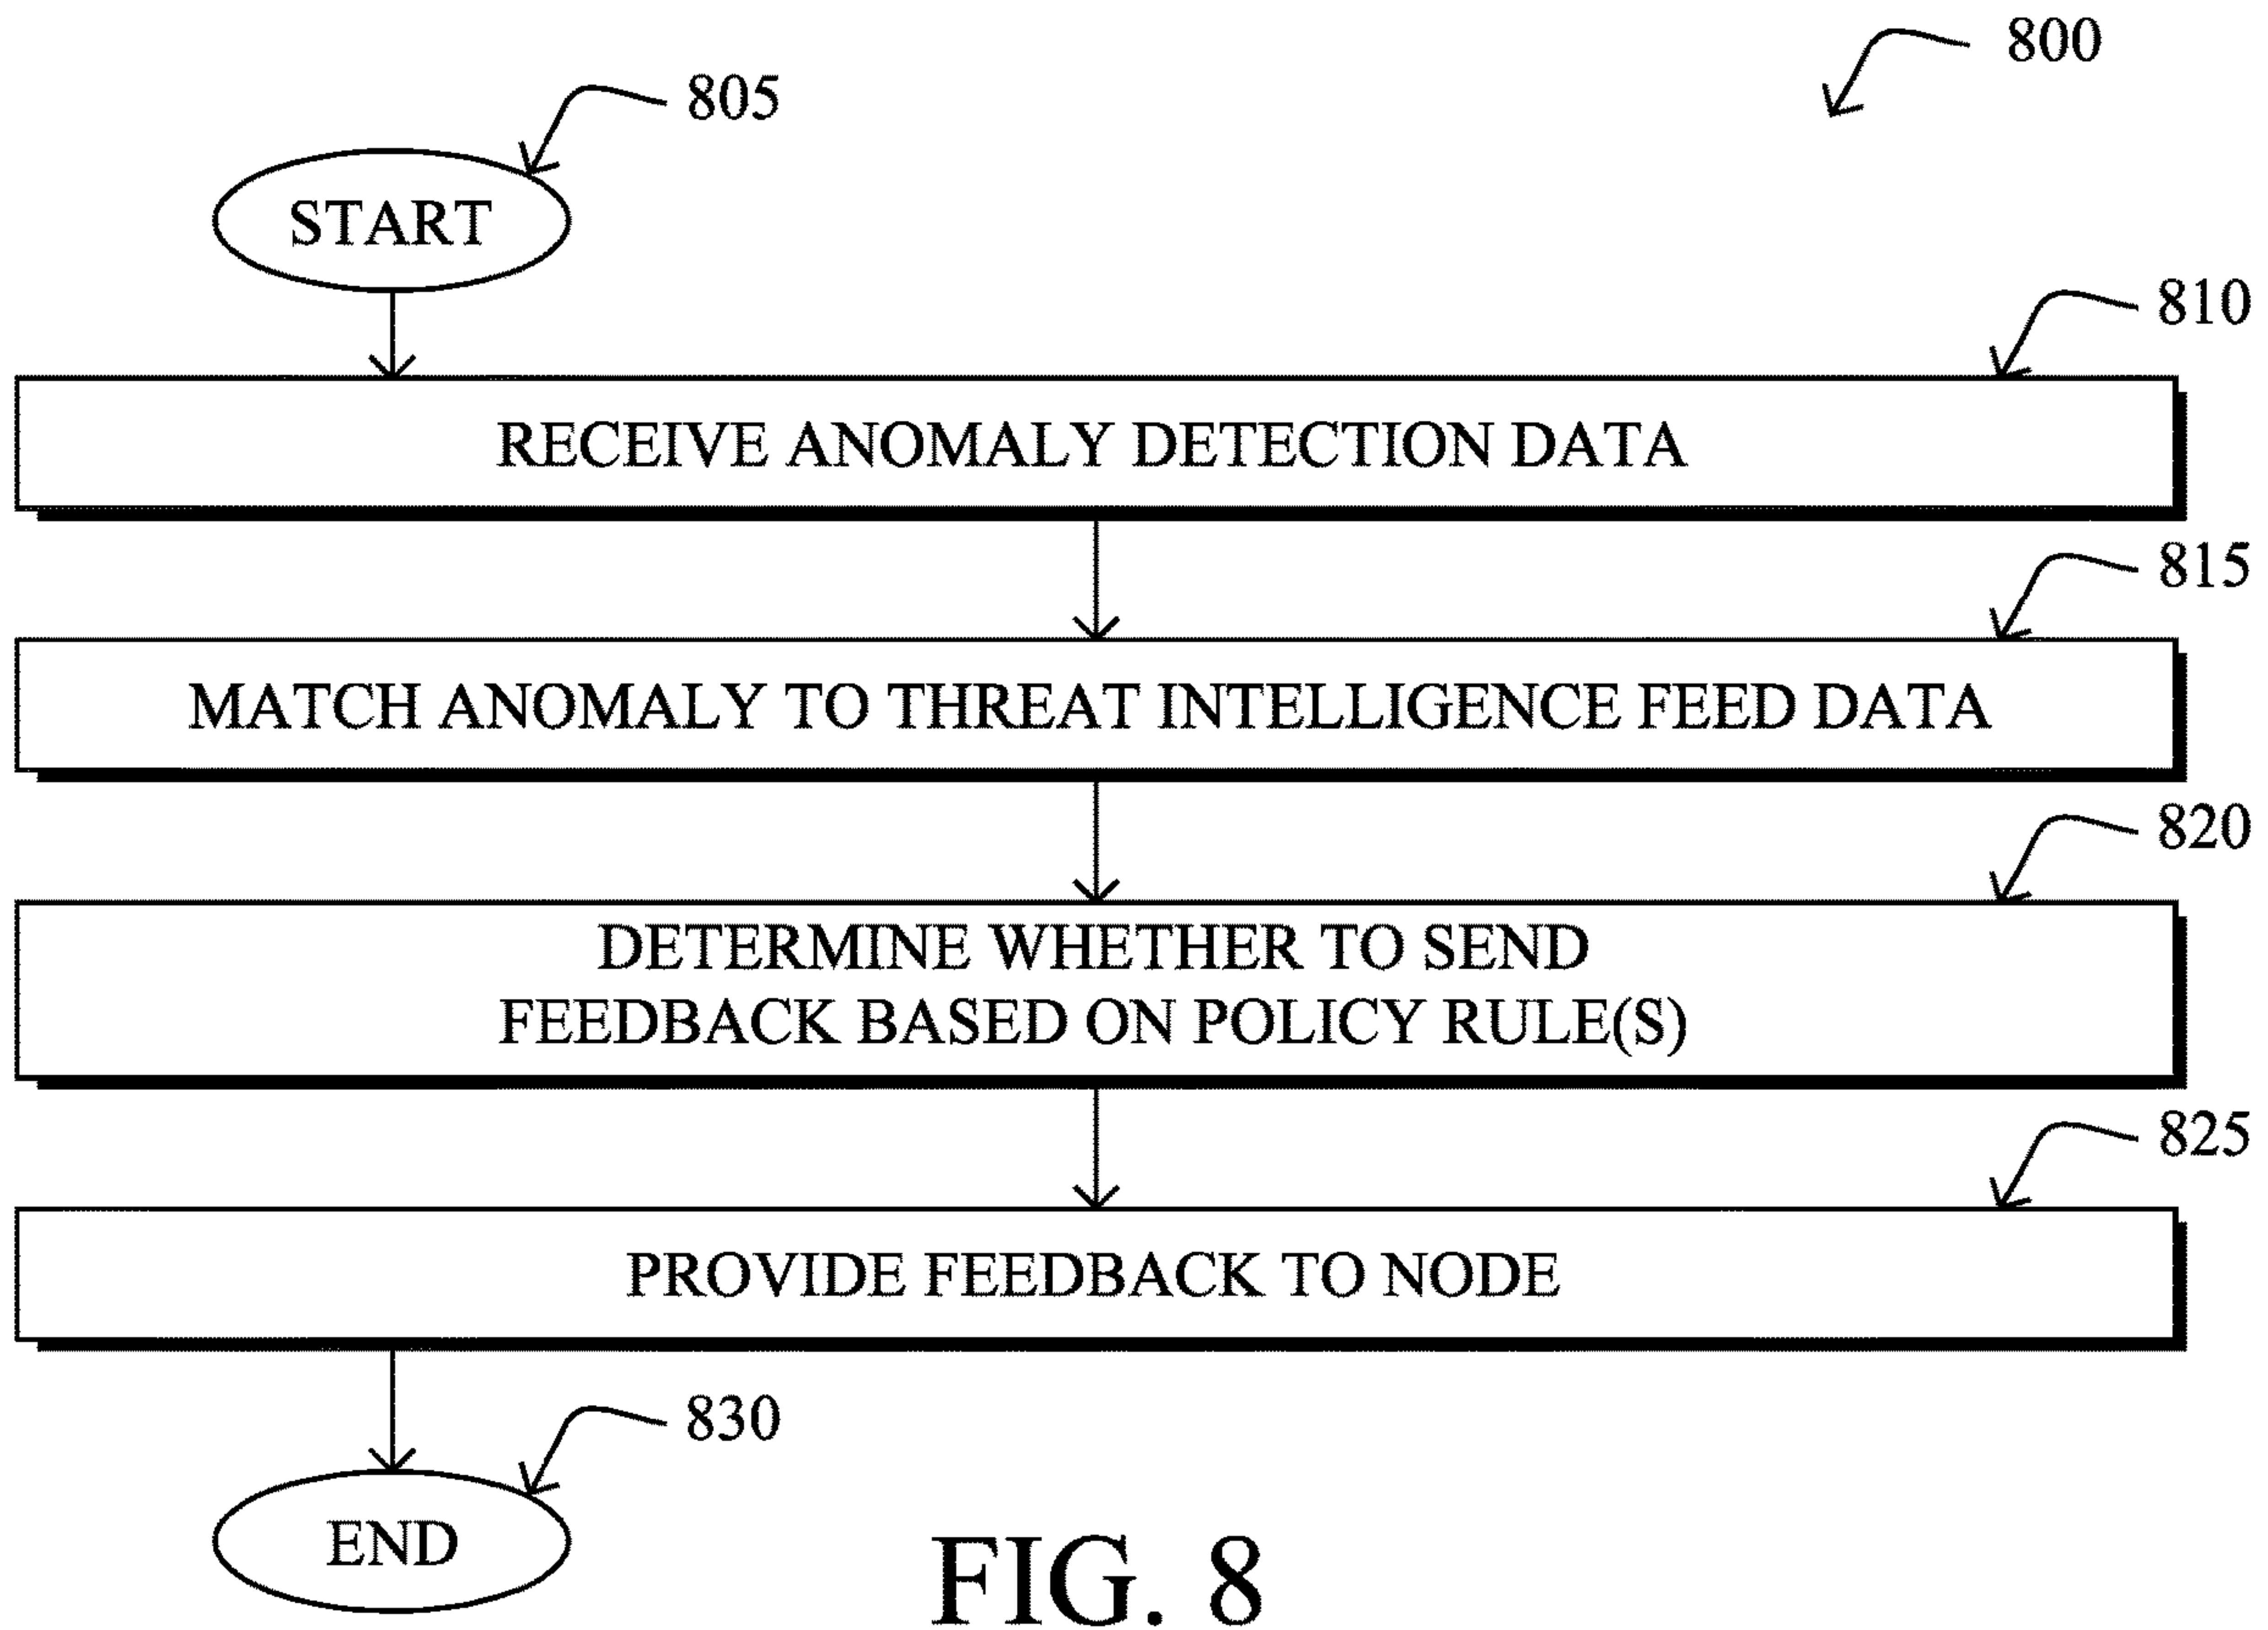 800
805
START
810
RECEIVE ANOMALY DETECTION DATA
815
MATCH ANOMALY TO THREAT INTELLIGENCE FEED DATA
820
DETERMINE WHETHER TO SEND
FEEDBACK BASED ON POLICY RULE(S)
825
PROVIDE FEEDBACK TO NODE
830
END
FIG. 8